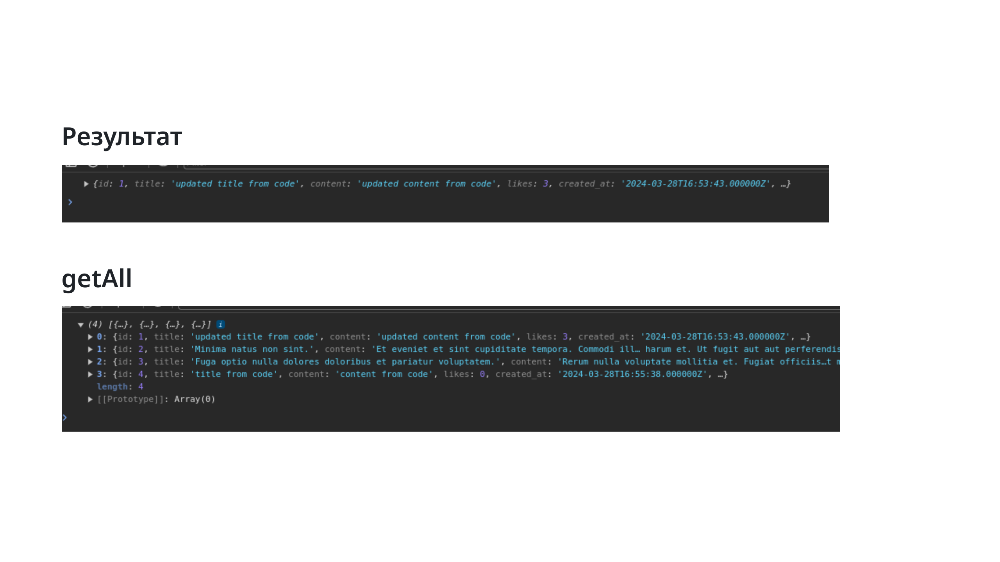 Результат
{id: 1, title: 'updated title from code', content: 'updated content from code', likes: 3, created_at: '2024-03-28T16:53:43.000000Z', …}
getAll
(4) [{…}, {…}, {…}, {…}] i
0: {id: 1, title: 'updated title from code', content: 'updated content from code', likes: 3, created_at: '2024-03-28T16:53:43.000000Z', …}
1: {id: 2, title: 'Minima natus non sint.', content: 'Et eveniet et sint cupiditate tempora. Commodi ill… harum et. Ut fugit aut aut perferendis
2: {id: 3, title: 'Fuga optio nulla dolores doloribus et pariatur voluptatem.', content: 'Rerum nulla voluptate mollitia et. Fugiat officiis…t
3: {id: 4, title: 'title from code', content: 'content from code', likes: 0, created_at: '2024-03-28T16:55:38.000000Z', …}
length: 4
[[Prototype]]: Array(0)